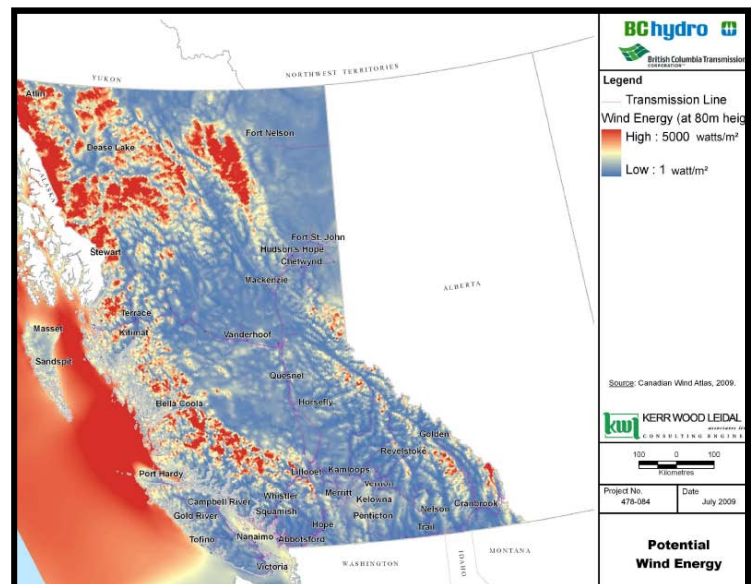 YUKON
NORTHWEST TERRITORIES
Atlin
Fort Nelson
Dease Lake
ALASKA
Stewart
Fort St. John
Hudson's Hope
Chetwynd
Mackenzie
ALBERTA
Terrace
Kitimat
Masset
Vanderhoof
Sandspit
Quesnel
Bella Coola
Horsefly
Golden
Revelstoke
Port Hardy
Lillooet
Kamloops
Vernon
Campbell River
Whistler
Merritt
Kelowna
Cranbrook
Nelson
Gold River
Squamish
Penticton
Trail
Hope
Tofino
Nanaimo
Abbotsford
Victoria
WASHINGTON
IDAHO
MONTANA
BChydro
British Columbia Transmission
CORPORATION
Legend
Transmission Line
Wind Energy (at 80m heig
High : 5000 watts/m²
Low : 1 watt/m²
Source: Canadian Wind Atlas, 2009.
kwl KERR WOOD LEIDAL
associates
CONSULTING ENGINE
100 0 100
Kilometres
Project No.
478-084
Date
July 2009
Potential
Wind Energy